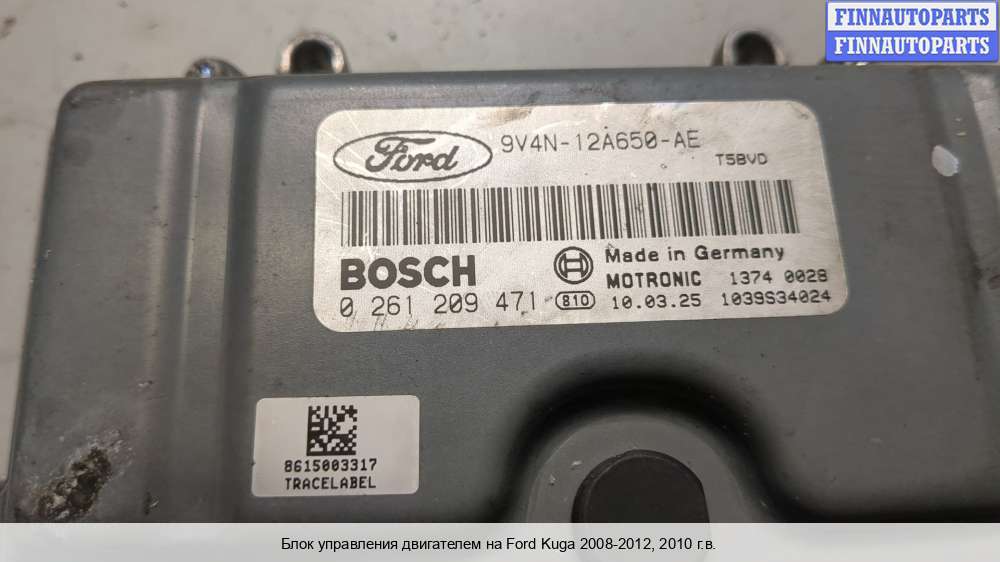 FINNAUTOPARTS
FINNAUTOPARTS
Ford
9V4N-12A650-AE
T5BVD
BOSCH
Made in Germany
MOTRONIC 1374 0028
0 261 209 471 810 10.03.25 1039S34024
8615003317
TRACELABEL
Блок управления двигателем на Ford Kuga 2008-2012, 2010 г.в.